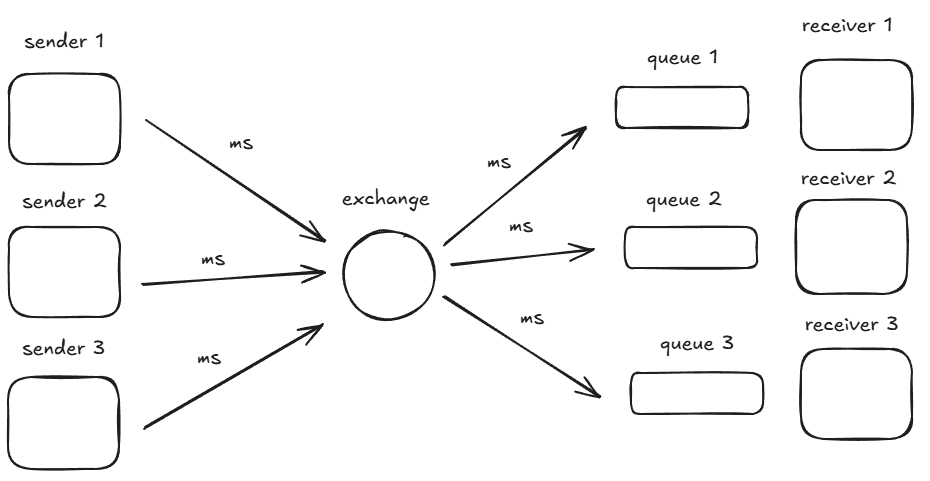 sender 1
ms
sender 2
ms
sender 3
ms
exchange
ms
ms
ms
queue 1
queue 2
queue 3
receiver 1
receiver 2
receiver 3